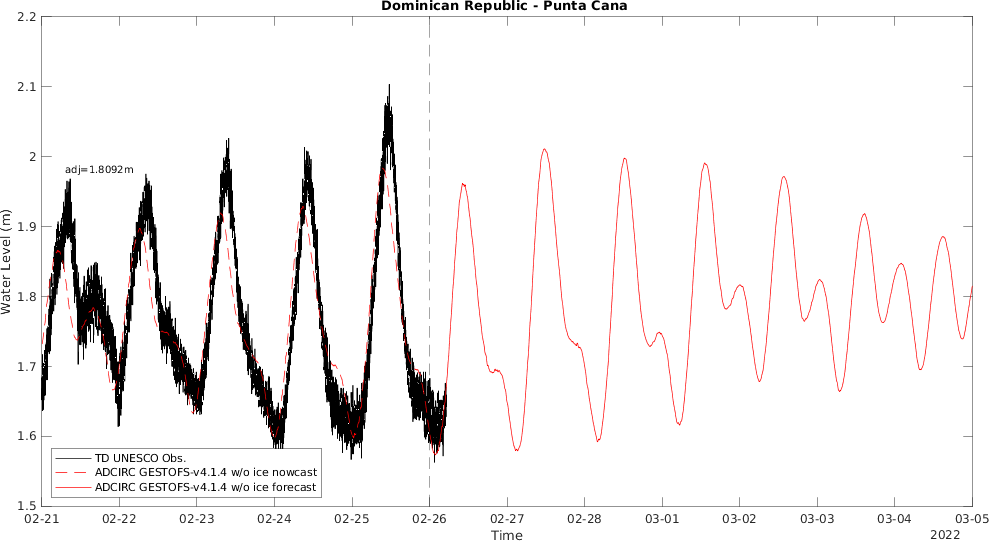 Dominican Republic - Punta Cana
2.2
2.1
2
1.9
1.8
1.7
1.6
1.5
Water Level (m)
adj=1.8092m
TD UNESCO Obs.
ADCIRC GESTOFS-v4.1.4 w/o ice nowcast
ADCIRC GESTOFS-v4.1.4 w/o ice forecast
02-21 02-22 02-23 02-24 02-25 02-26 02-27 02-28 03-01 03-02 03-03 03-04 03-05
Time
2022